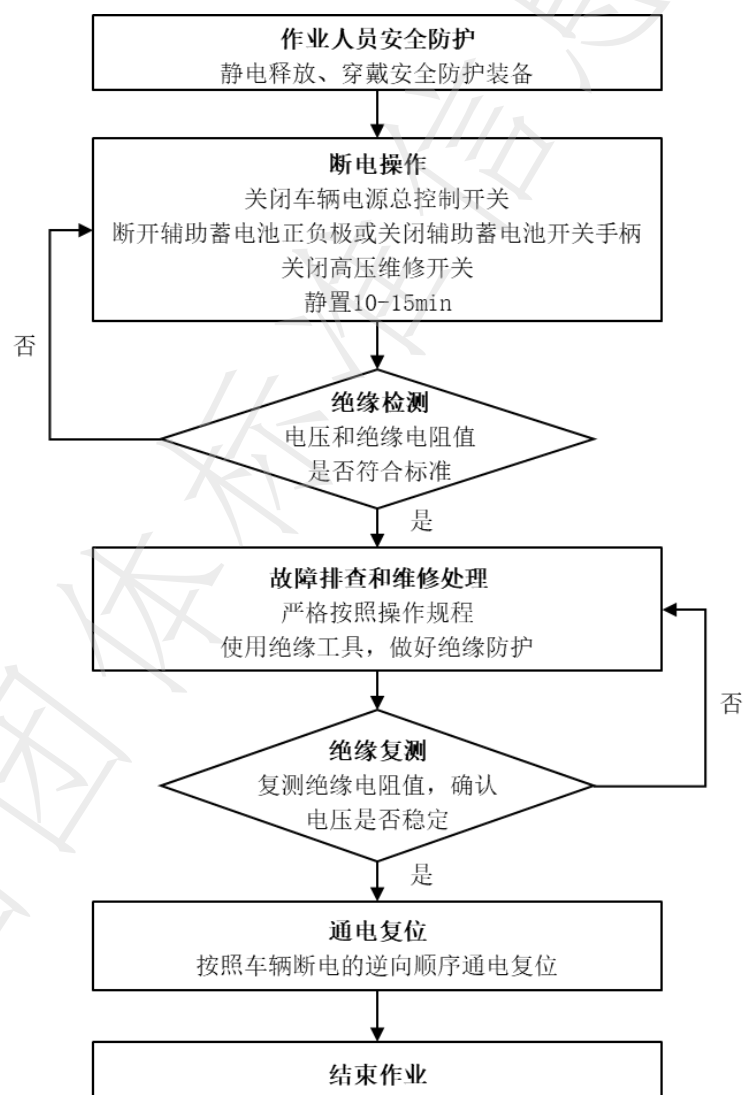 作业人员安全防护
静电释放、穿戴安全防护装备
断电操作
关闭车辆电源总控制开关
断开辅助蓄电池正负极或关闭辅助蓄电池开关手柄
关闭高压维修开关
静置10-15min
否
绝缘检测
电压和绝缘电阻值
是否符合标准
是
故障排查和维修处理
严格按照操作规程
使用绝缘工具，做好绝缘防护
否
绝缘复测
复测绝缘电阻值，确认
电压是否稳定
是
通电复位
按照车辆断电的逆向顺序通电复位
结束作业
团体标准信息